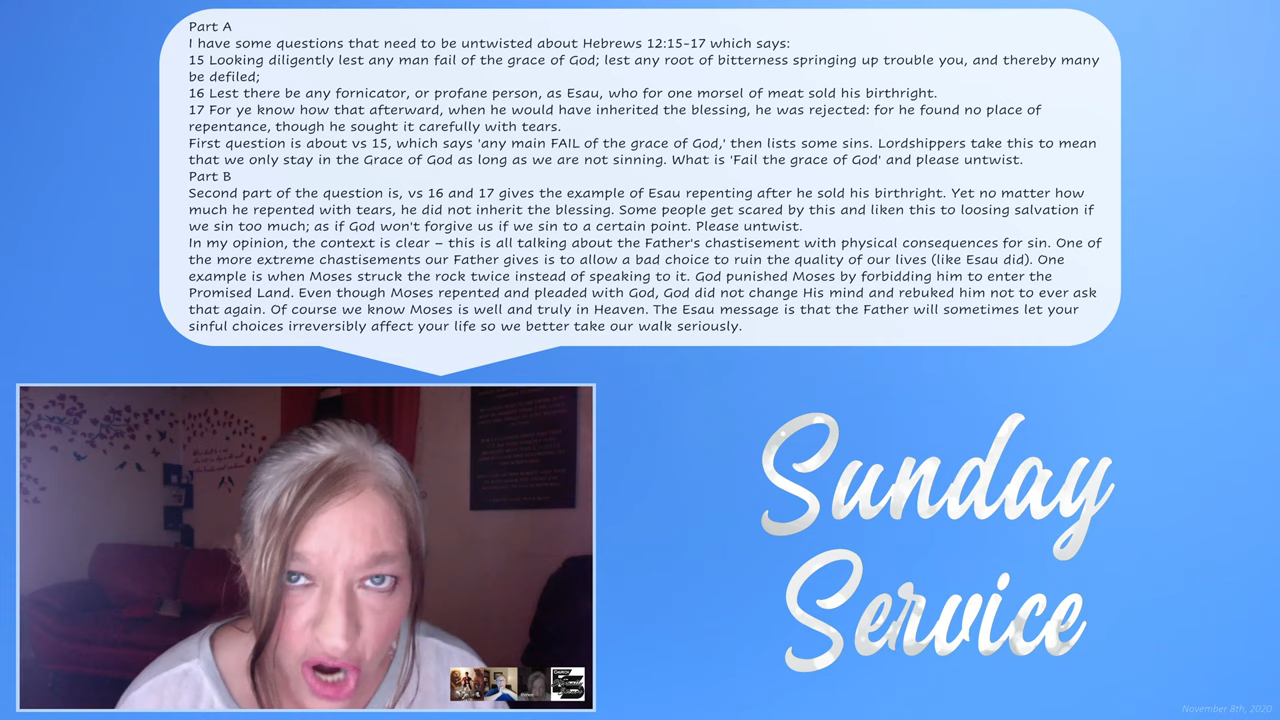 Part A
I have some questions that need to be untwisted about Hebrews 12:15-17 which says:
15 Looking diligently lest any man fail of the grace of God; lest any root of bitterness springing up trouble you, and thereby many
be defiled;
16 Lest there be any fornicator, or profane person, as Esau, who for one morsel of meat sold his birthright.
17 For ye know how that afterward, when he would have inherited the blessing, he was rejected: for he found no place of
repentance, though he sought it carefully with tears.
First question is about vs 15, which says 'any main FAIL of the grace of God,' then lists some sins. Lordshippers take this to mean
that we only stay in the Grace of God as long as we are not sinning. What is 'Fail the grace of God' and please untwist.
Part B
Second part of the question is, vs 16 and 17 gives the example of Esau repenting after he sold his birthright. Yet no matter how
much he repented with tears, he did not inherit the blessing. Some people get scared by this and liken this to loosing salvation if
we sin too much; as if God won't forgive us if we sin to a certain point. Please untwist.
In my opinion, the context is clear – this is all talking about the Father's chastisement with physical consequences for sin. One of
the more extreme chastisements our Father gives is to allow a bad choice to ruin the quality of our lives (like Esau did). One
example is when Moses struck the rock twice instead of speaking to it. God punished Moses by forbidding him to enter the
Promised Land. Even though Moses repented and pleaded with God, God did not change His mind and rebuked him not to ever ask
that again. Of course we know Moses is well and truly in Heaven. The Esau message is that the Father will sometimes let your
sinful choices irreversibly affect your life so we better take our walk seriously.
Sunday
Service
November 8th, 2020